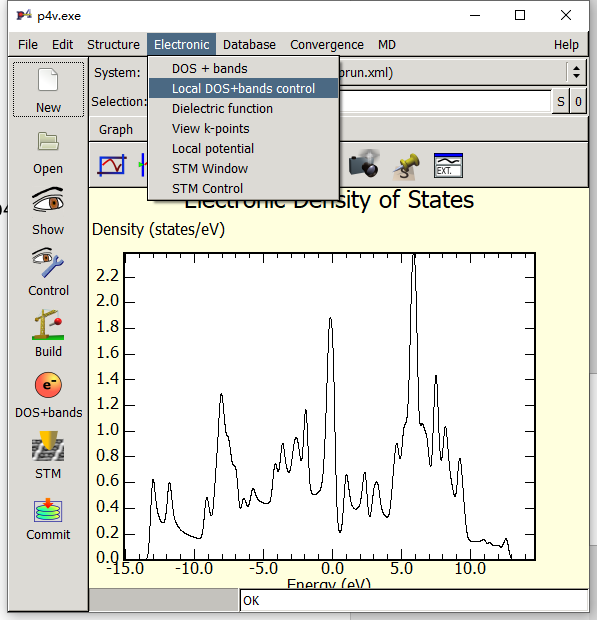 p4v.exe
File Edit Structure Electronic Database Convergence MD Help
System: prun.xml)
Selection: S 0
Graph
DOS + bands
Local DOS+bands control
Dielectric function
View k-points
Local potential
STM Window
STM Control
New
Open
Show
Control
Build
e-
DOS+bands
STM
Commit
S
EXT.
Electronic Density of States
Density (states/eV)
2.2
2.0
1.8
1.6
1.4
1.2
1.0
0.8
0.6
0.4
0.2
0.0
-15.0 -10.0 -5.0 0.0 5.0 10.0
Energy (eV)
OK